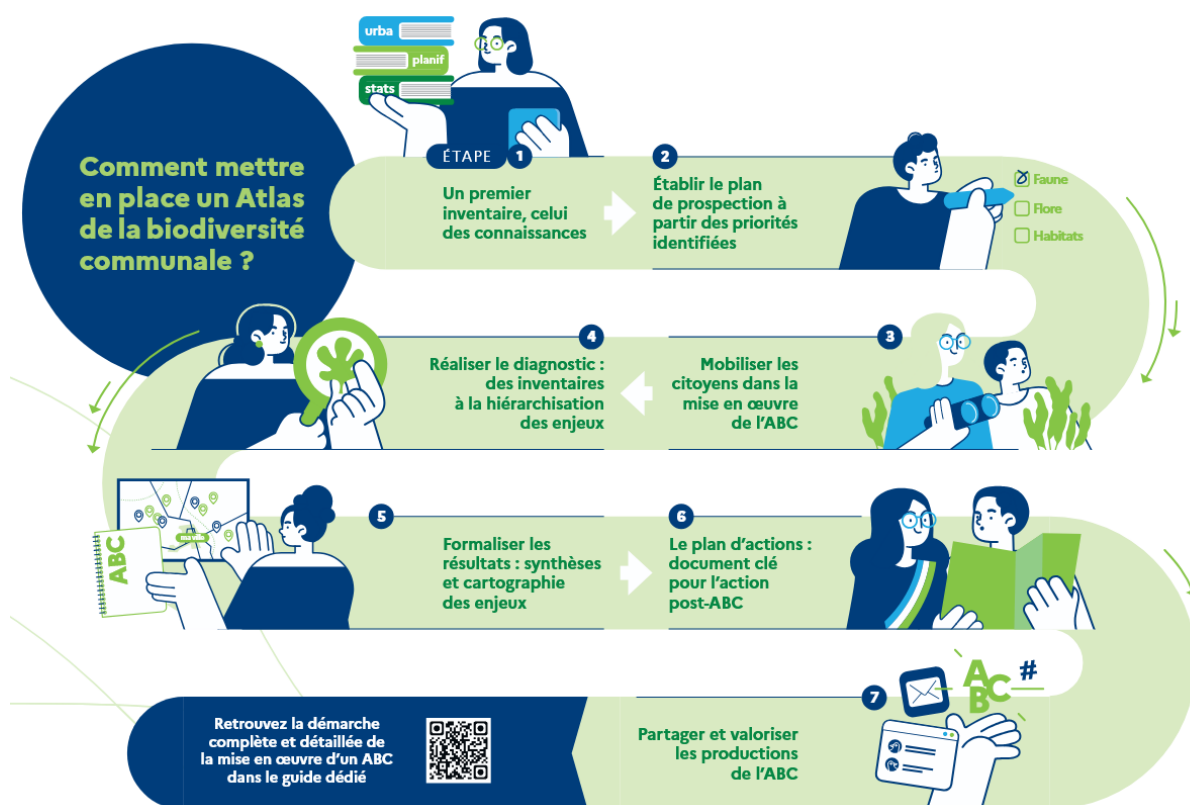 Comment mettre
en place un Atlas
de la biodiversité
communale ?
urba
planif
stats
ÉTAPE 1
Un premier
inventaire, celui
des connaissances
2
Établir le plan
de prospection à
partir des priorités
identifiées
Faune
Flore
Habitats
3
Mobiliser les
citoyens dans la
mise en œuvre
de l'ABC
4
Réaliser le diagnostic :
des inventaires
à la hiérarchisation
des enjeux
ABC
ma ville
5
Formaliser les
résultats : synthèses
et cartographie
des enjeux
6
Le plan d'actions :
document clé
pour l'action
post-ABC
7
A
BC
#
Partager et valoriser
les productions
de l'ABC
Retrouvez la démarche
complète et détaillée de
la mise en œuvre d'un ABC
dans le guide dédié